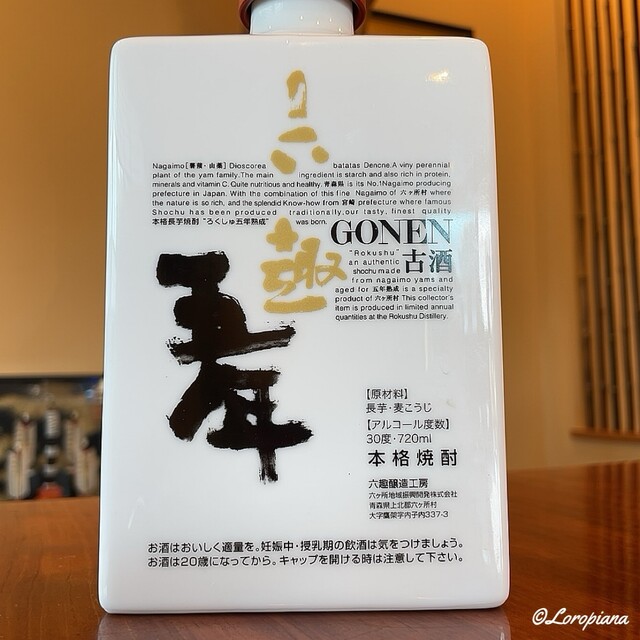 六趣
五年
Nagaimo [薯蕷・山薬] Dioscorea batatas Dencne. A viny perennial
plant of the yam family. The main ingredient is starch and also rich in protein,
minerals and vitamin C. Quite nutritious and healthy. 青森県 is its No.1Nagaimo producing
prefecture in Japan. With the combination of this fine Nagaimo of 六ヶ所村 where
the nature is so rich, and the splendid Know-how from 宮崎 prefecture where famous
Shochu has been produced traditionally, our tasty, finest quality
本格長芋焼酎 "ろくしゅ五年熟成" was born.
GONEN
古酒
"Rokushu"
an authentic
shochu made
from nagaimo yams and
aged for 五年熟成 is a specialty
product of 六ヶ所村 This collector's
item is produced in limited annual
quantities at the Rokushu Distillery.
【原材料】
長芋・麦こうじ
【アルコール度数】
30度・720ml
本格焼酎
六趣醸造工房
六ヶ所地域振興開発株式会社
青森県上北郡六ヶ所村
大字鷹架字内子内337-3
お酒はおいしく適量を。妊娠中・授乳期の飲酒は気をつけましょう。
お酒は20歳になってから。キャップを開ける時は注意して下さい。
©Loropiana